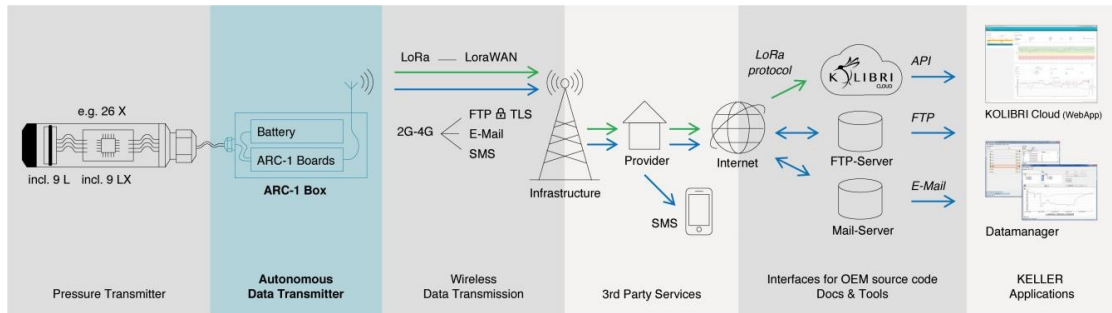 e.g. 26 X
incl. 9 L
incl. 9 LX
Pressure Transmitter
Battery
ARC-1 Boards
ARC-1 Box
Autonomous
Data Transmitter
LoRa
LoraWAN
2G-4G
FTP TLS
E-Mail
SMS
Wireless
Data Transmission
Infrastructure
Provider
SMS
3rd Party Services
Internet
LoRa
protocol
KOLIBRI
CLOUD
API
FTP-Server
FTP
Mail-Server
E-Mail
Interfaces for OEM source code
Docs & Tools
KOLIBRI Cloud (WebApp)
Datamanager
KELLER
Applications